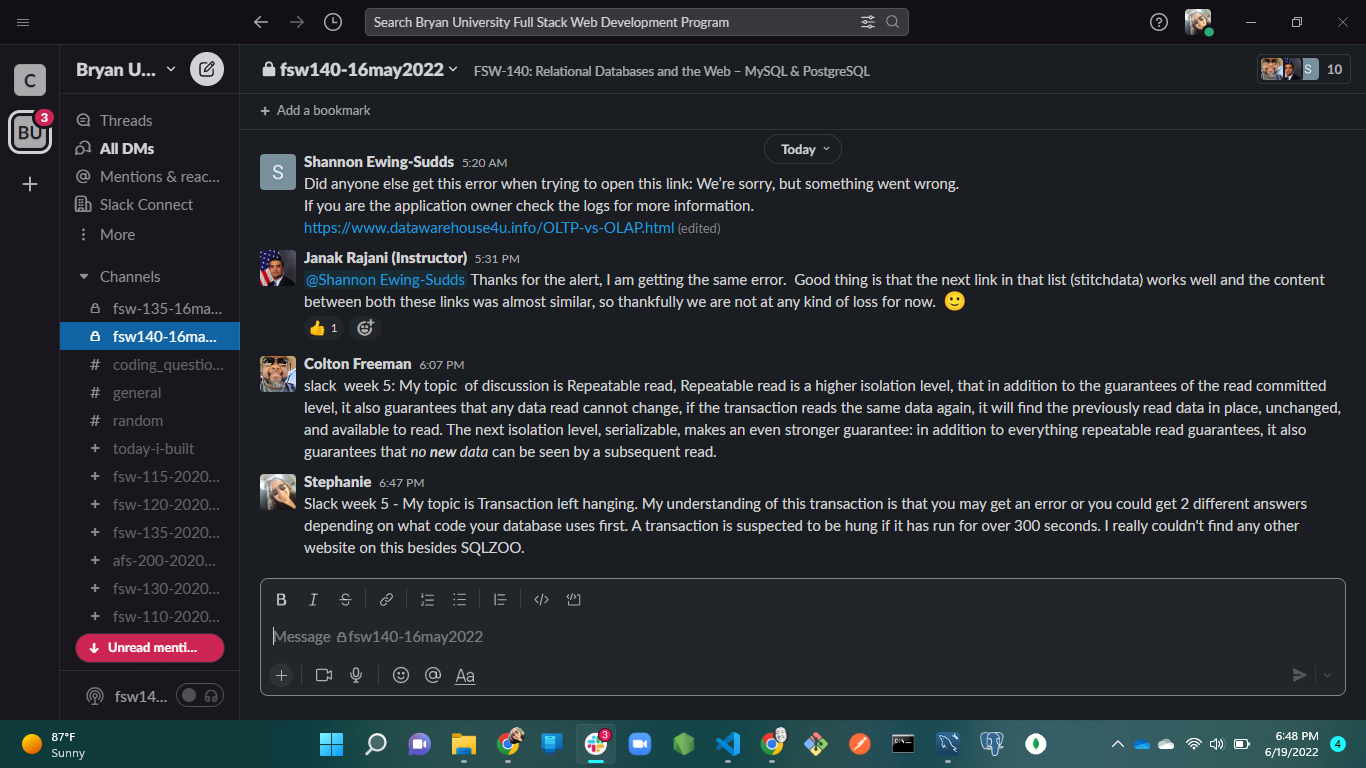 Search Bryan University Full Stack Web Development Program
C
BU
3
Bryan U...
Threads
All DMs
Mentions & reac...
Slack Connect
More
Channels
fsw-135-16ma...
fsw140-16ma...
# coding_questio...
# general
# random
+ today-i-built
+ fsw-115-2020...
+ fsw-120-2020...
+ fsw-135-2020...
+ afs-200-2020...
+ fsw-130-2020...
+ fsw-110-2020...
Unread menti...
fsw14...
fsw140-16may2022
FSW-140: Relational Databases and the Web – MySQL & PostgreSQL
S
10
+ Add a bookmark
Today
S
Shannon Ewing-Sudds 5:20 AM
Did anyone else get this error when trying to open this link: We’re sorry, but something went wrong.
If you are the application owner check the logs for more information.
https://www.datawarehouse4u.info/OLTP-vs-OLAP.html (edited)
Janak Rajani (Instructor) 5:31 PM
@Shannon Ewing-Sudds Thanks for the alert, I am getting the same error.  Good thing is that the next link in that list (stitchdata) works well and the content
between both these links was almost similar, so thankfully we are not at any kind of loss for now. 🙂
👍 1
Colton Freeman 6:07 PM
slack  week 5: My topic  of discussion is Repeatable read, Repeatable read is a higher isolation level, that in addition to the guarantees of the read committed
level, it also guarantees that any data read cannot change, if the transaction reads the same data again, it will find the previously read data in place, unchanged,
and available to read. The next isolation level, serializable, makes an even stronger guarantee: in addition to everything repeatable read guarantees, it also
guarantees that no new data can be seen by a subsequent read.
Stephanie 6:47 PM
Slack week 5 - My topic is Transaction left hanging. My understanding of this transaction is that you may get an error or you could get 2 different answers
depending on what code your database uses first. A transaction is suspected to be hung if it has run for over 300 seconds. I really couldn't find any other
website on this besides SQLZOO.
B I S
Message fsw140-16may2022
+ @ Aa
87°F
Sunny
3
6:48 PM
6/19/2022
4